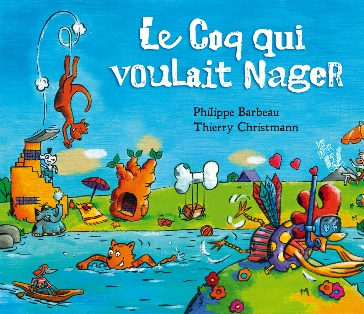 Le Coq qui
voulait Nager
Philippe Barbeau
Thierry Christmann